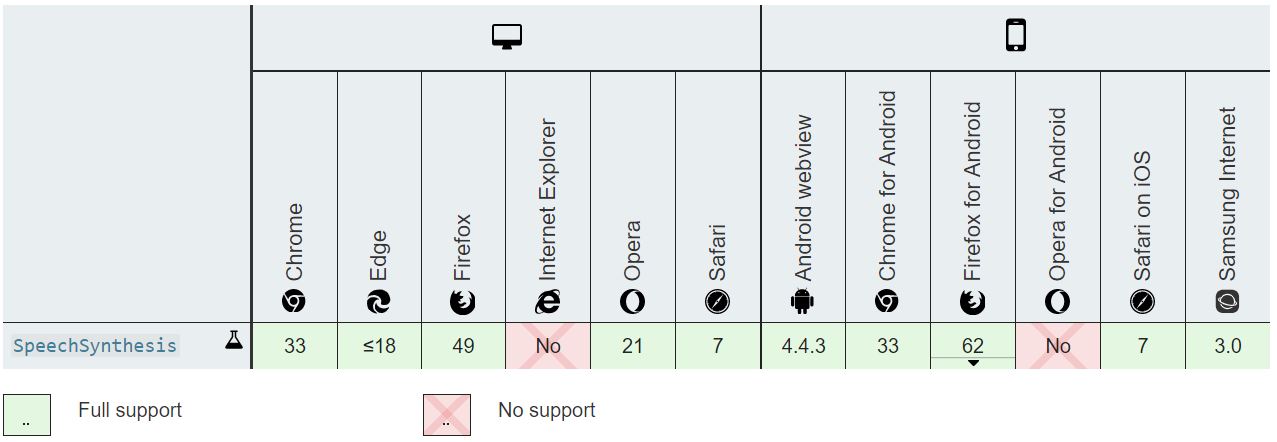 Chrome
Edge
Firefox
Internet Explorer
Opera
Safari
Android webview
Chrome for Android
Firefox for Android
Opera for Android
Safari on iOS
Samsung Internet
SpeechSynthesis 33 ≤18 49 No 21 7 4.4.3 33 62 No 7 3.0
.. Full support .. No support